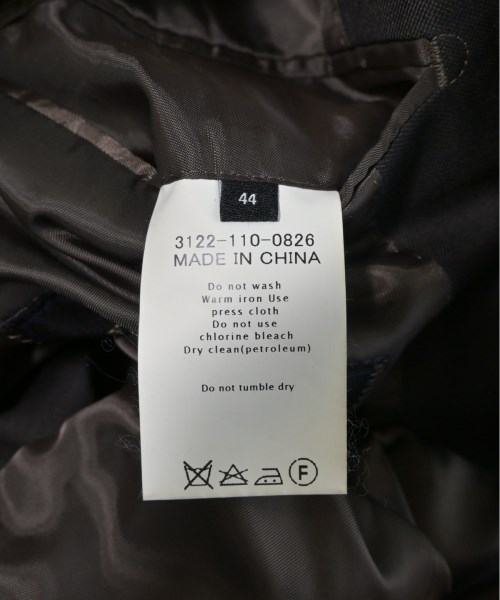 44
3122-110-0826
MADE IN CHINA
Do not wash
Warm iron Use
press cloth
Do not use
chlorine bleach
Dry clean(petroleum)
Do not tumble dry
F